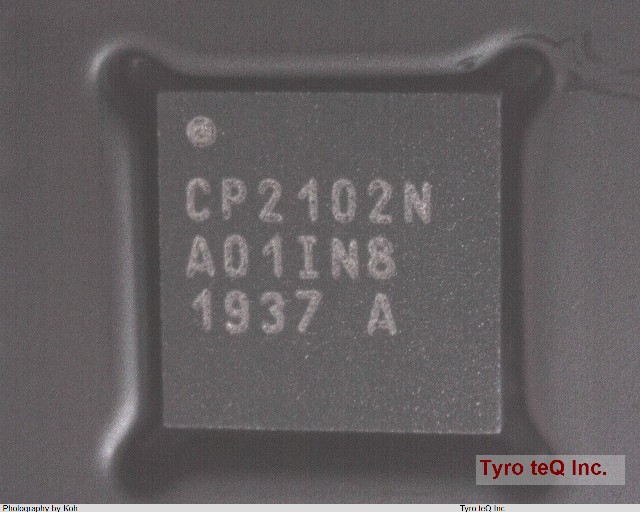 CP2102N
A01IN8
1937 A
Tyro teQ Inc.
Photography by Koh
Tyro teQ Inc